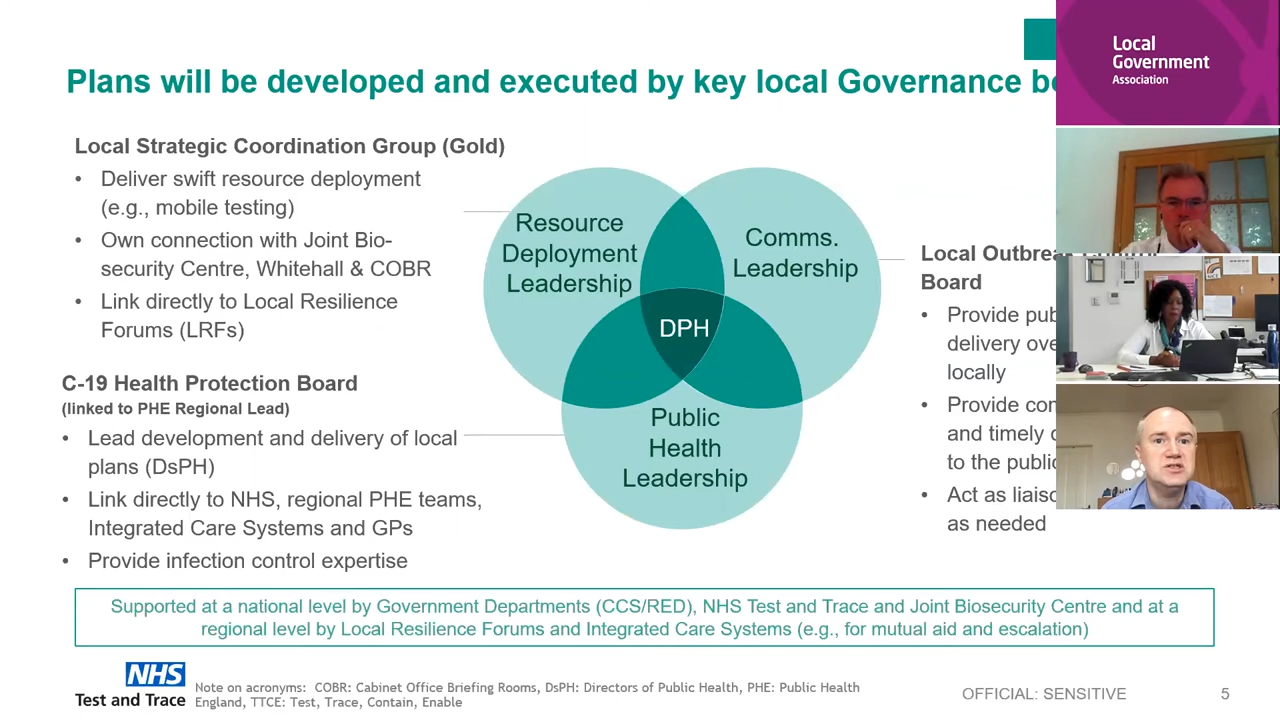 Plans will be developed and executed by key local Governance
Local
Government
Association
Local Strategic Coordination Group (Gold)
• Deliver swift resource deployment
(e.g., mobile testing)
• Own connection with Joint Bio-
security Centre, Whitehall & COBR
• Link directly to Local Resilience
Forums (LRFs)
C-19 Health Protection Board
(linked to PHE Regional Lead)
• Lead development and delivery of local
plans (DsPH)
• Link directly to NHS, regional PHE teams,
Integrated Care Systems and GPs
• Provide infection control expertise
Resource
Deployment
Leadership
Comms.
Leadership
DPH
Public
Health
Leadership
Local
Board
• Provide
delivery
locally
• Provide
and timely
to the public
• Act as
as needed
Supported at a national level by Government Departments (CCS/RED), NHS Test and Trace and Joint Biosecurity Centre and at a
regional level by Local Resilience Forums and Integrated Care Systems (e.g., for mutual aid and escalation)
NHS
Test and Trace
Note on acronyms: COBR: Cabinet Office Briefing Rooms, DsPH: Directors of Public Health, PHE: Public Health
England, TTCE: Test, Trace, Contain, Enable
OFFICIAL: SENSITIVE
5